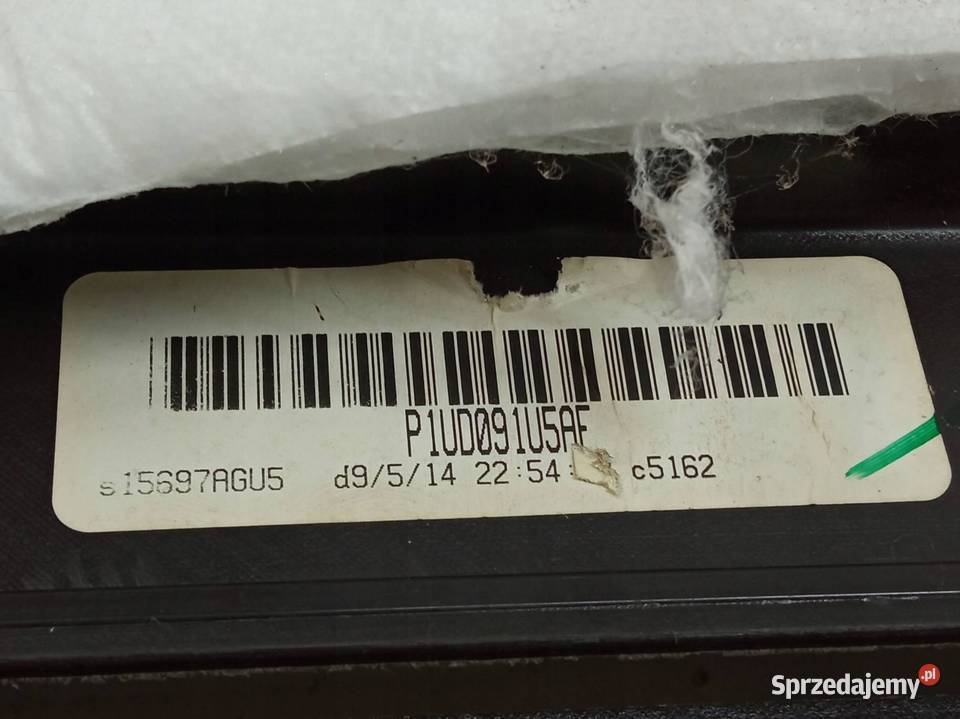 P1UD091U5AF
s15697AGU5 d9/5/14 22:54: c5162
Sprzedajemy.pl